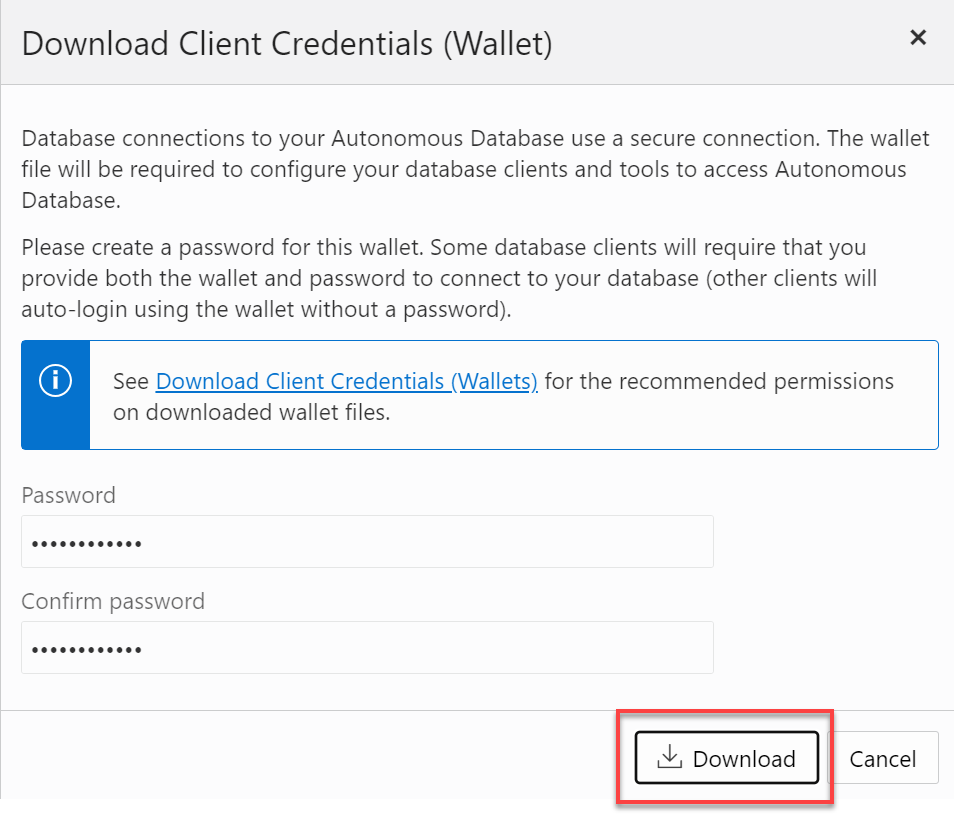 Download Client Credentials (Wallet)
Database connections to your Autonomous Database use a secure connection. The wallet
file will be required to configure your database clients and tools to access Autonomous
Database.
Please create a password for this wallet. Some database clients will require that you
provide both the wallet and password to connect to your database (other clients will
auto-login using the wallet without a password).
See Download Client Credentials (Wallets) for the recommended permissions
on downloaded wallet files.
Password
••••••••••••
Confirm password
••••••••••••
Download
Cancel